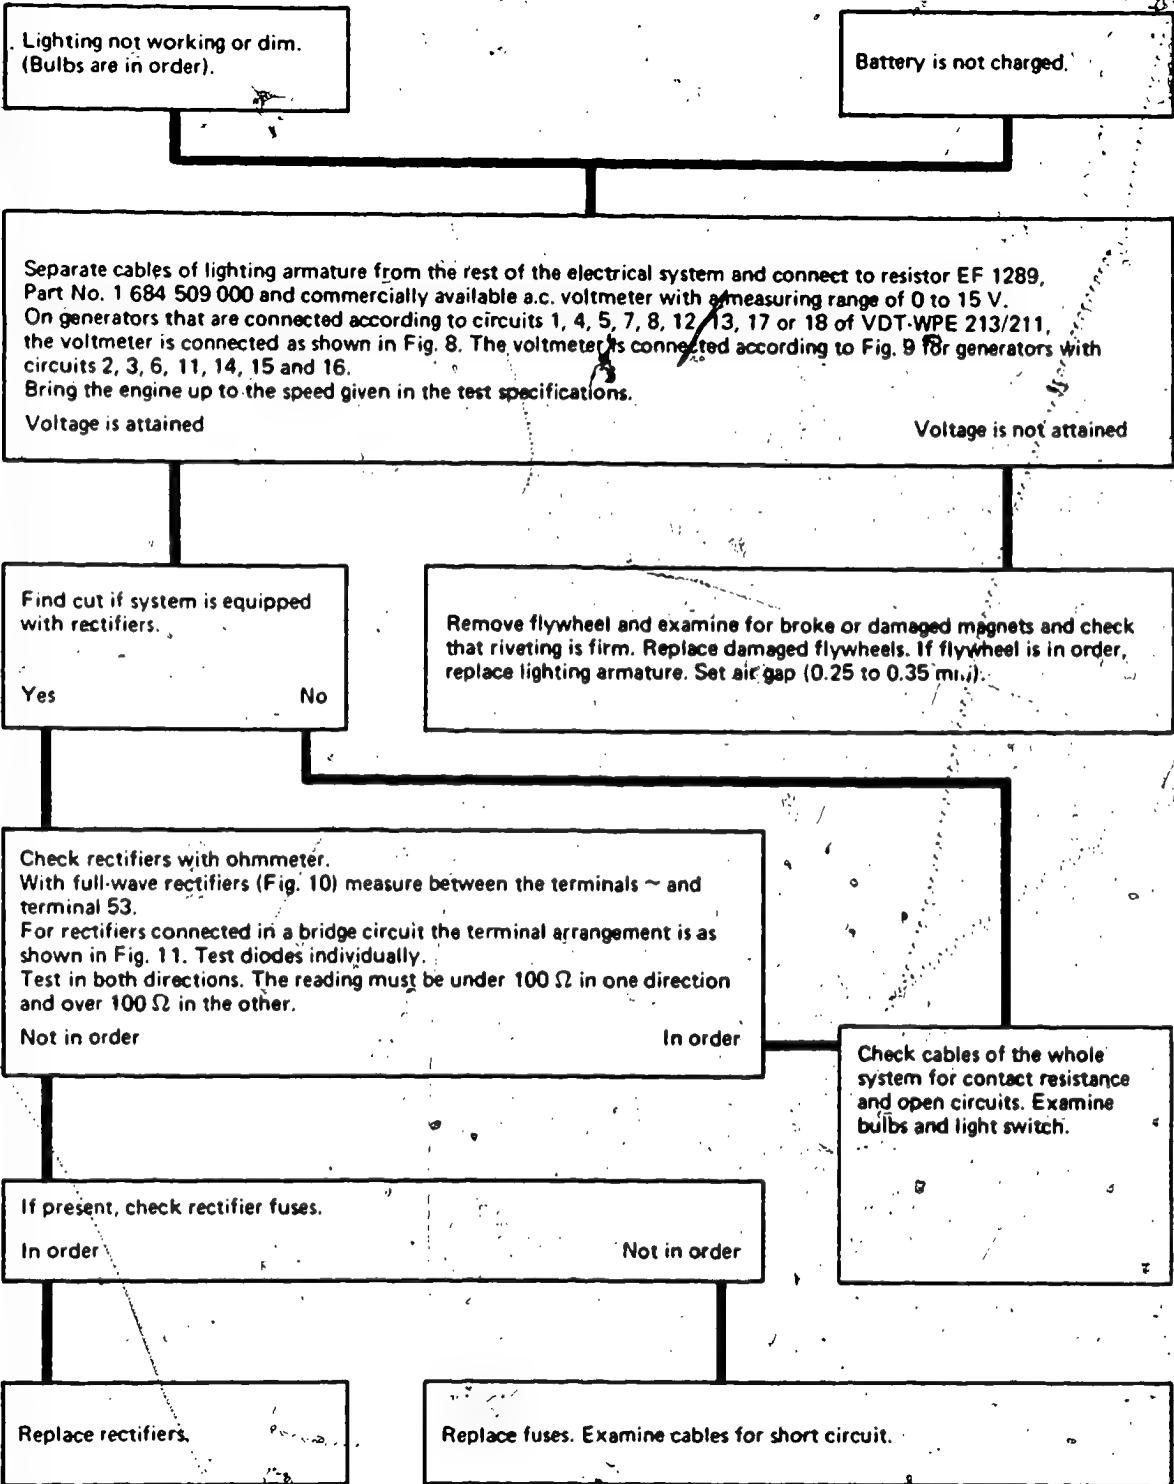 Lighting not working or dim.
(Bulbs are in order).
Battery is not charged.
Separate cables of lighting armature from the rest of the electrical system and connect to resistor EF 1289,
Part No. 1 684 509 000 and commercially available a.c. voltmeter with a measuring range of 0 to 15 V.
On generators that are connected according to circuits 1, 4, 5, 7, 8, 12, 13, 17 or 18 of VDT-WPE 213/211,
the voltmeter is connected as shown in Fig. 8. The voltmeter is connected according to Fig. 9 for generators with
circuits 2, 3, 6, 11, 14, 15 and 16.
Bring the engine up to the speed given in the test specifications.
Voltage is attained
Voltage is not attained
Find cut if system is equipped
with rectifiers.
Yes
No
Remove flywheel and examine for broke or damaged magnets and check
that riveting is firm. Replace damaged flywheels. If flywheel is in order,
replace lighting armature. Set air gap (0.25 to 0.35 mm).
Check rectifiers with ohmmeter.
With full-wave rectifiers (Fig. 10) measure between the terminals ~ and
terminal 53.
For rectifiers connected in a bridge circuit the terminal arrangement is as
shown in Fig. 11. Test diodes individually.
Test in both directions. The reading must be under 100 Ω in one direction
and over 100 Ω in the other.
Not in order
In order
Check cables of the whole
system for contact resistance
and open circuits. Examine
bulbs and light switch.
If present, check rectifier fuses.
In order
Not in order
Replace rectifiers.
Replace fuses. Examine cables for short circuit.